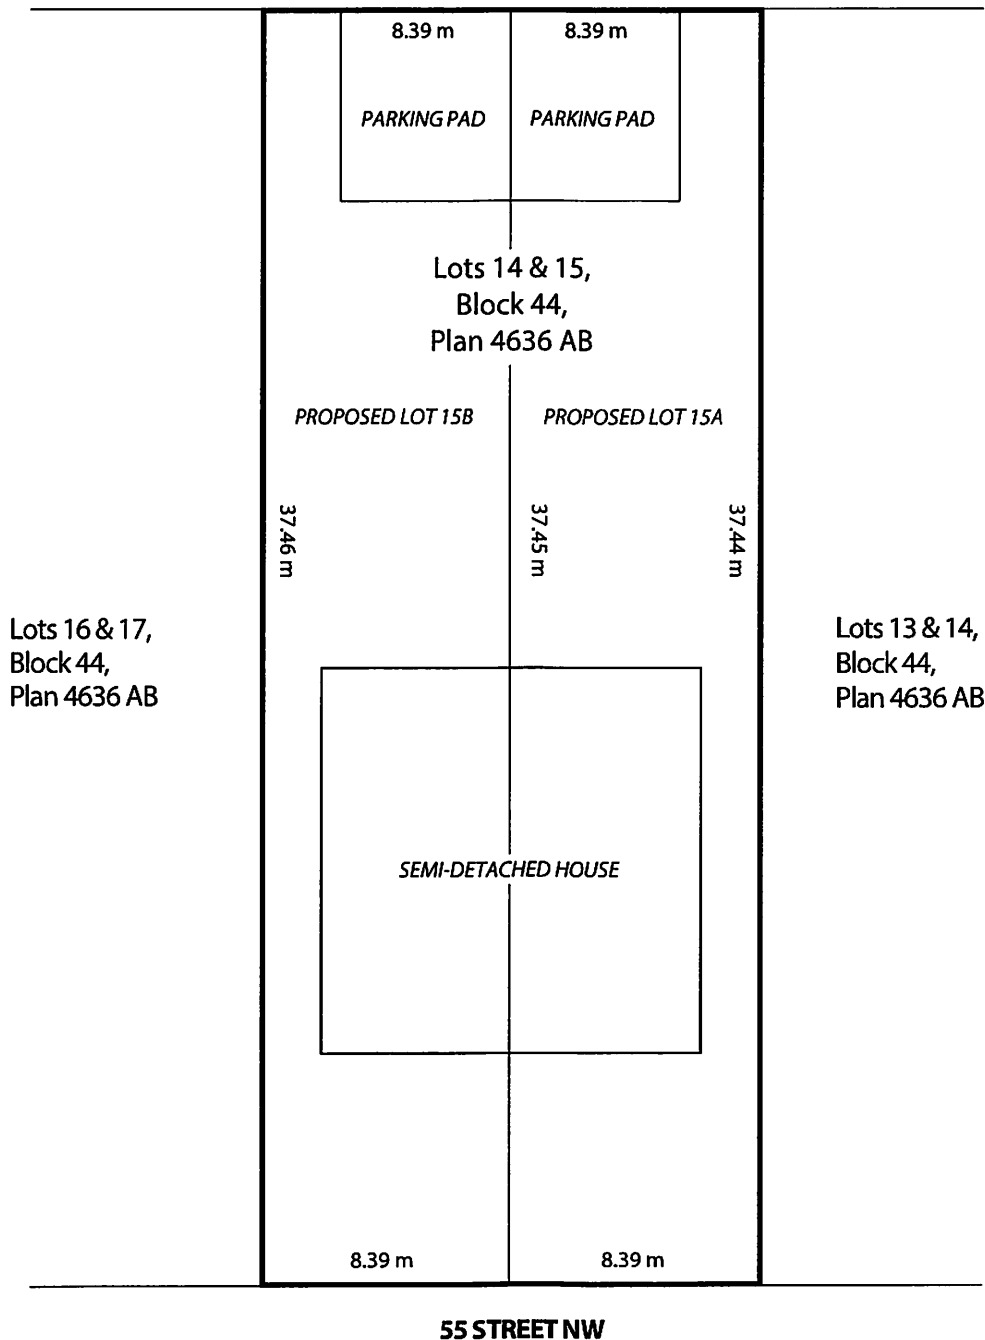 8.39 m 8.39 m
PARKING PAD PARKING PAD
Lots 14 & 15,
Block 44,
Plan 4636 AB
PROPOSED LOT 15B PROPOSED LOT 15A
37.46 m 37.45 m 37.44 m
Lots 16 & 17,
Block 44,
Plan 4636 AB
Lots 13 & 14,
Block 44,
Plan 4636 AB
SEMI-DETACHED HOUSE
8.39 m 8.39 m
55 STREET NW